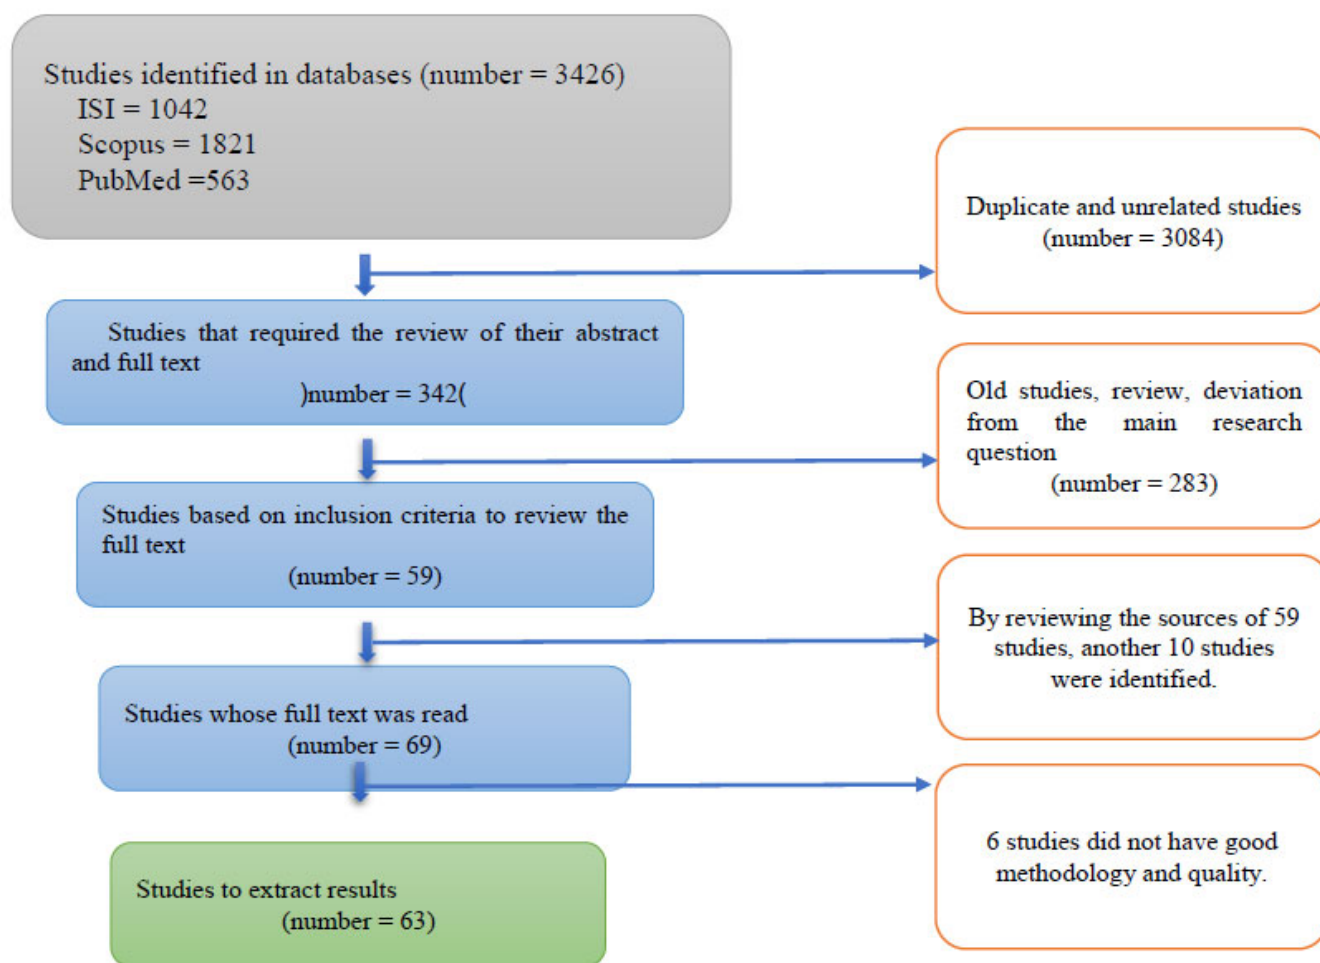 Studies identified in databases (number = 3426)
ISI = 1042
Scopus = 1821
PubMed =563
Duplicate and unrelated studies
(number = 3084)
Studies that required the review of their abstract
and full text
)number = 342(
Old studies, review, deviation
from the main research
question
(number = 283)
Studies based on inclusion criteria to review the
full text
(number = 59)
By reviewing the sources of 59
studies, another 10 studies
were identified.
Studies whose full text was read
(number = 69)
6 studies did not have good
methodology and quality.
Studies to extract results
(number = 63)